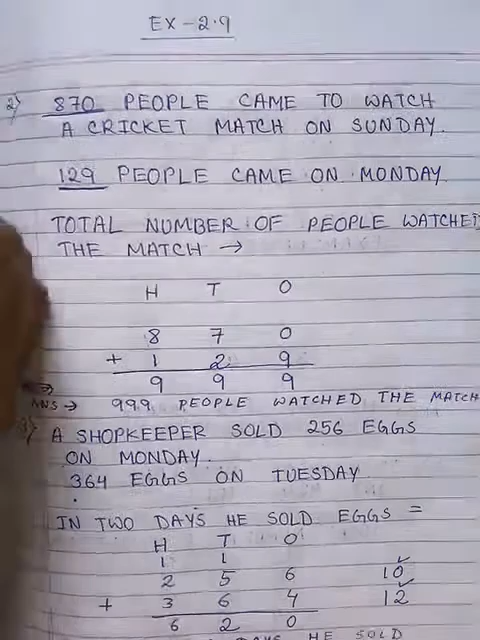 EX-2.9
2) 870 PEOPLE CAME TO WATCH
A CRICKET MATCH ON SUNDAY.
129 PEOPLE CAME ON MONDAY.
TOTAL NUMBER OF PEOPLE WATCHED
THE MATCH →
H T O
8 7 0
+ 1 2 9
9 9 9
ANS → 999 PEOPLE WATCHED THE MATCH
3) A SHOPKEEPER SOLD 256 EGGS
ON MONDAY.
364 EGGS ON TUESDAY
IN TWO DAYS HE SOLD EGGS =
H T O
1 1
2 5 6 10
+ 3 6 4 12
6 2 0
DAYS HE SOLD